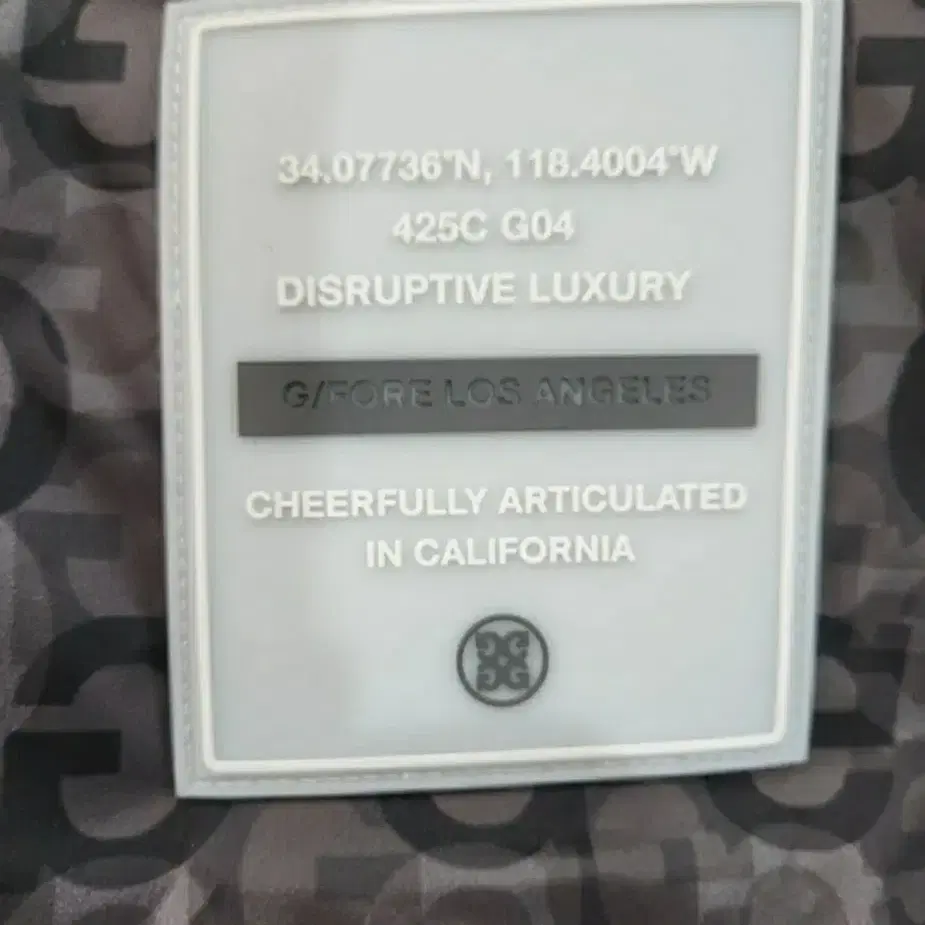 34.07736°N, 118.4004°W
425C G04
DISRUPTIVE LUXURY
G/FORE LOS ANGELES
CHEERFULLY ARTICULATED
IN CALIFORNIA